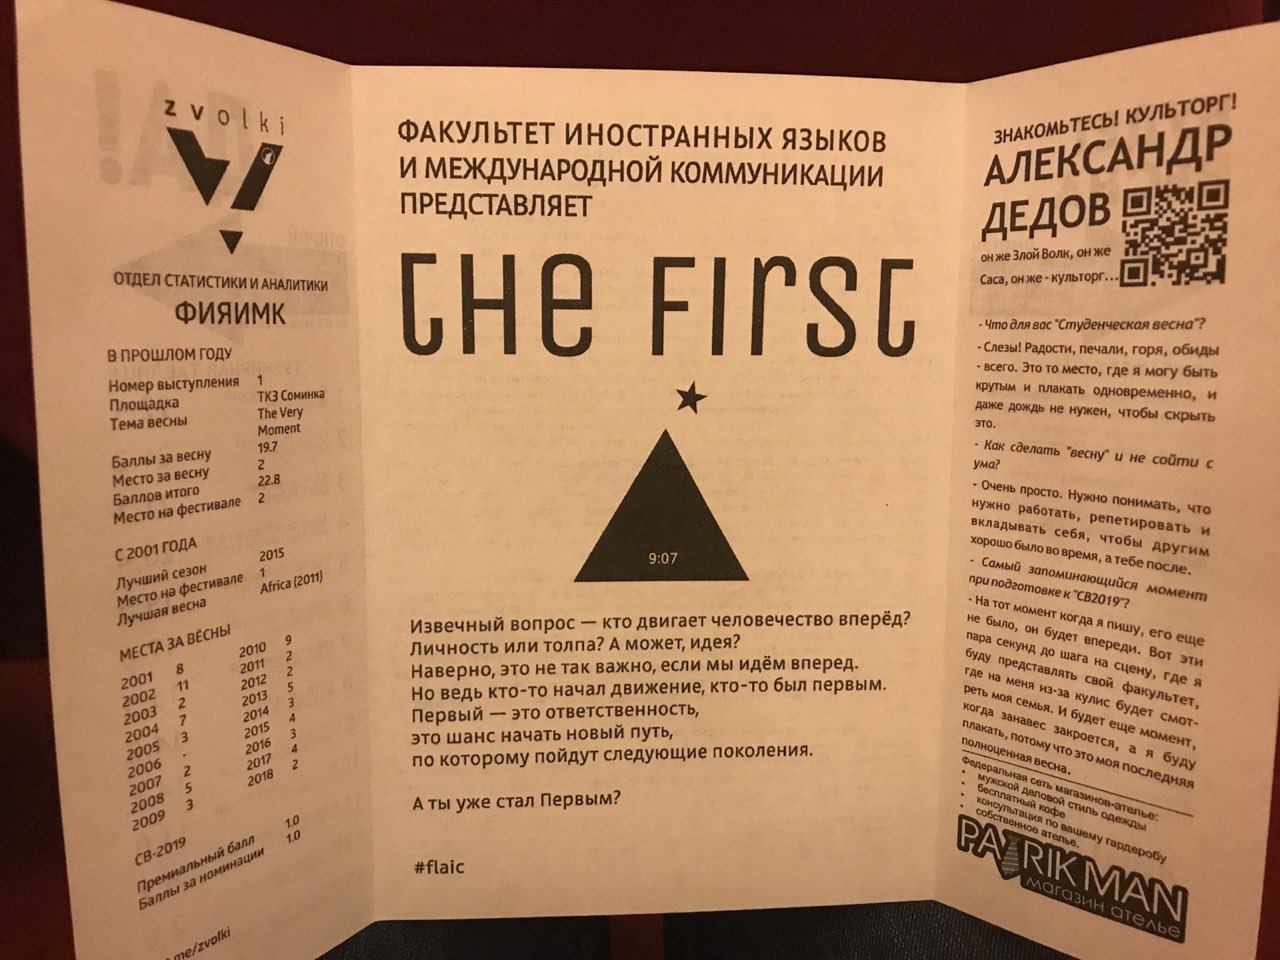 zvolki
ОТДЕЛ СТАТИСТИКИ И АНАЛИТИКИ
ФИЯИМК
В ПРОШЛОМ ГОДУ
Номер выступления 1
Площадка ТКЗ Соминка
Тема весны The Very
Moment
Баллы за весну 19.7
Место за весну 2
Баллов итого 22.8
Место на фестивале 2
С 2001 ГОДА
Лучший сезон 2015
Место на фестивале 1
Лучшая весна Africa (2011)
МЕСТА ЗА ВЁСНЫ
2001 8 2010 9
2002 11 2011 2
2003 2 2012 2
2004 7 2013 5
2005 3 2014 3
2006 - 2015 4
2007 2 2016 3
2008 5 2017 4
2009 3 2018 2
СВ-2019
Премиальный балл 1.0
Баллы за номинации 1.0
me/zvolki
ФАКУЛЬТЕТ ИНОСТРАННЫХ ЯЗЫКОВ
И МЕЖДУНАРОДНОЙ КОММУНИКАЦИИ
ПРЕДСТАВЛЯЕТ
THE FIRST
9:07
Извечный вопрос — кто двигает человечество вперёд?
Личность или толпа? А может, идея?
Наверно, это не так важно, если мы идём вперед.
Но ведь кто-то начал движение, кто-то был первым.
Первый — это ответственность,
это шанс начать новый путь,
по которому пойдут следующие поколения.
А ты уже стал Первым?
#flaic
ЗНАКОМЬТЕСЬ! КУЛЬТОРГ!
АЛЕКСАНДР
ДЕДОВ
он же Злой Волк, он же
Саса, он же - культорг...
- Что для вас "Студенческая весна"?
- Слезы! Радости, печали, горя, обиды
- всего. Это то место, где я могу быть
крутым и плакать одновременно, и
даже дождь не нужен, чтобы скрыть
это.
- Как сделать "весну" и не сойти с
ума?
- Очень просто. Нужно понимать, что
нужно работать, репетировать и
вкладывать себя, чтобы другим
хорошо было во время, а тебе после.
- Самый запоминающийся момент
при подготовке к "СВ2019"?
- На тот момент когда я пишу, его еще
не было, он будет впереди. Вот эти
пара секунд до шага на сцену, где я
буду представлять свой факультет,
где на меня из-за кулис будет смот-
реть моя семья. И будет еще момент,
когда занавес закроется, а я буду
плакать, потому что это моя последняя
полноценная весна.
Федеральная сеть магазинов-ателье:
• мужской деловой стиль одежды
• бесплатный кофе
• консультация по вашему гардеробу
• собственное ателье.
PATRIKMAN
магазин ателье